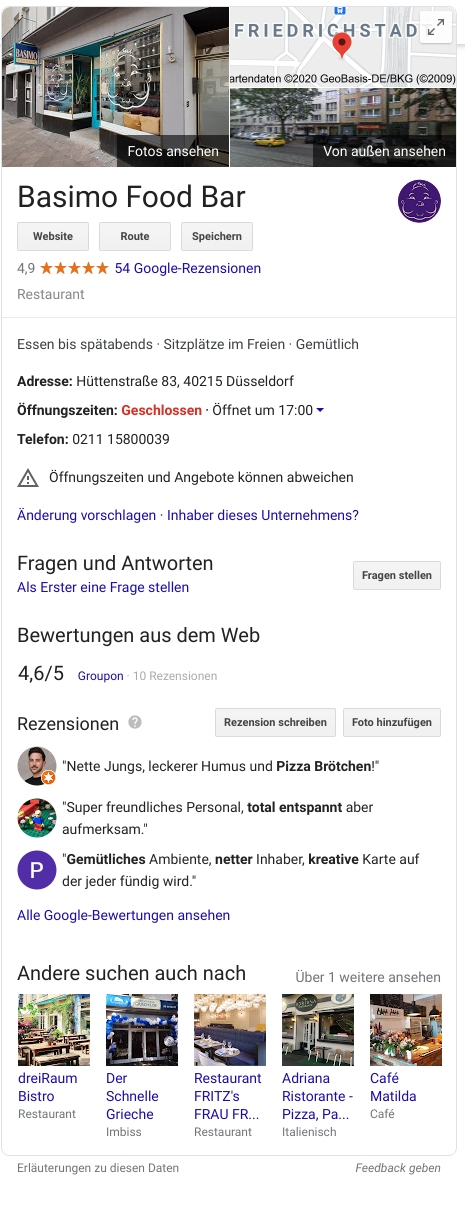 BASIMO
FRIEDRICHSTAD
artendaten ©2020 GeoBasis-DE/BKG (©2009)
Fotos ansehen
Von außen ansehen
Basimo Food Bar
Website
Route
Speichern
4,9 ★★★★★ 54 Google-Rezensionen
Restaurant
Essen bis spätabends · Sitzplätze im Freien · Gemütlich
Adresse: Hüttenstraße 83, 40215 Düsseldorf
Öffnungszeiten: Geschlossen · Öffnet um 17:00
Telefon: 0211 15800039
Öffnungszeiten und Angebote können abweichen
Änderung vorschlagen · Inhaber dieses Unternehmens?
Fragen und Antworten
Als Erster eine Frage stellen
Fragen stellen
Bewertungen aus dem Web
4,6/5 Groupon · 10 Rezensionen
Rezensionen ?
Rezension schreiben
Foto hinzufügen
"Nette Jungs, leckerer Humus und Pizza Brötchen!"
"Super freundliches Personal, total entspannt aber
aufmerksam."
P
"Gemütliches Ambiente, netter Inhaber, kreative Karte auf
der jeder fündig wird."
Alle Google-Bewertungen ansehen
Andere suchen auch nach
Über 1 weitere ansehen
dreiRaum
Bistro
Restaurant
Der
Schnelle
Grieche
Imbiss
Restaurant
FRITZ's
FRAU FR...
Restaurant
Adriana
Ristorante -
Pizza, Pa...
Italienisch
Café
Matilda
Café
Erläuterungen zu diesen Daten
Feedback geben